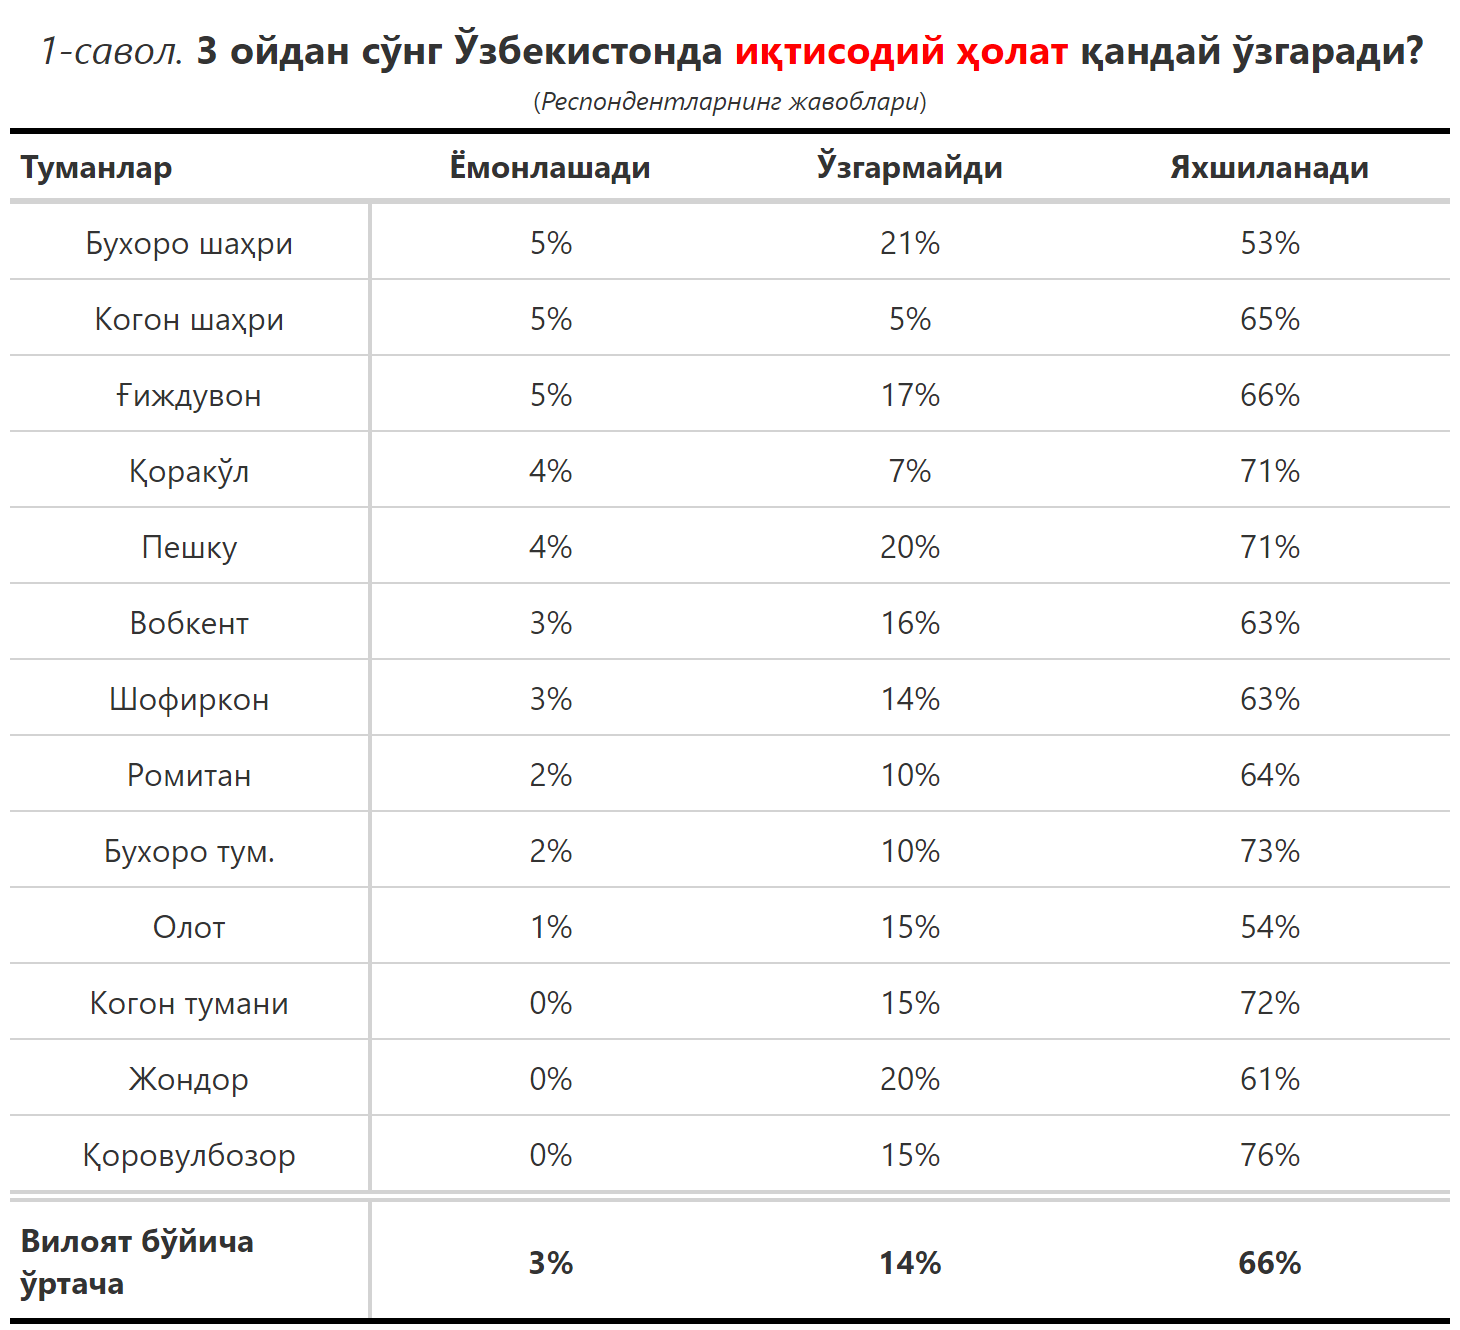 1-савол. 3 ойдан сўнг Ўзбекистонда иқтисодий ҳолат қандай ўзгаради?
(Респондентларнинг жавоблари)
Туманлар Ёмонлашади Ўзгармайди Яхшиланади
Бухоро шаҳри 5% 21% 53%
Когон шаҳри 5% 5% 65%
Ғиждувон 5% 17% 66%
Қоракўл 4% 7% 71%
Пешку 4% 20% 71%
Вобкент 3% 16% 63%
Шофиркон 3% 14% 63%
Ромитан 2% 10% 64%
Бухоро тум. 2% 10% 73%
Олот 1% 15% 54%
Когон тумани 0% 15% 72%
Жондор 0% 20% 61%
Қоровулбозор 0% 15% 76%
Вилоят бўйича
ўртача 3% 14% 66%